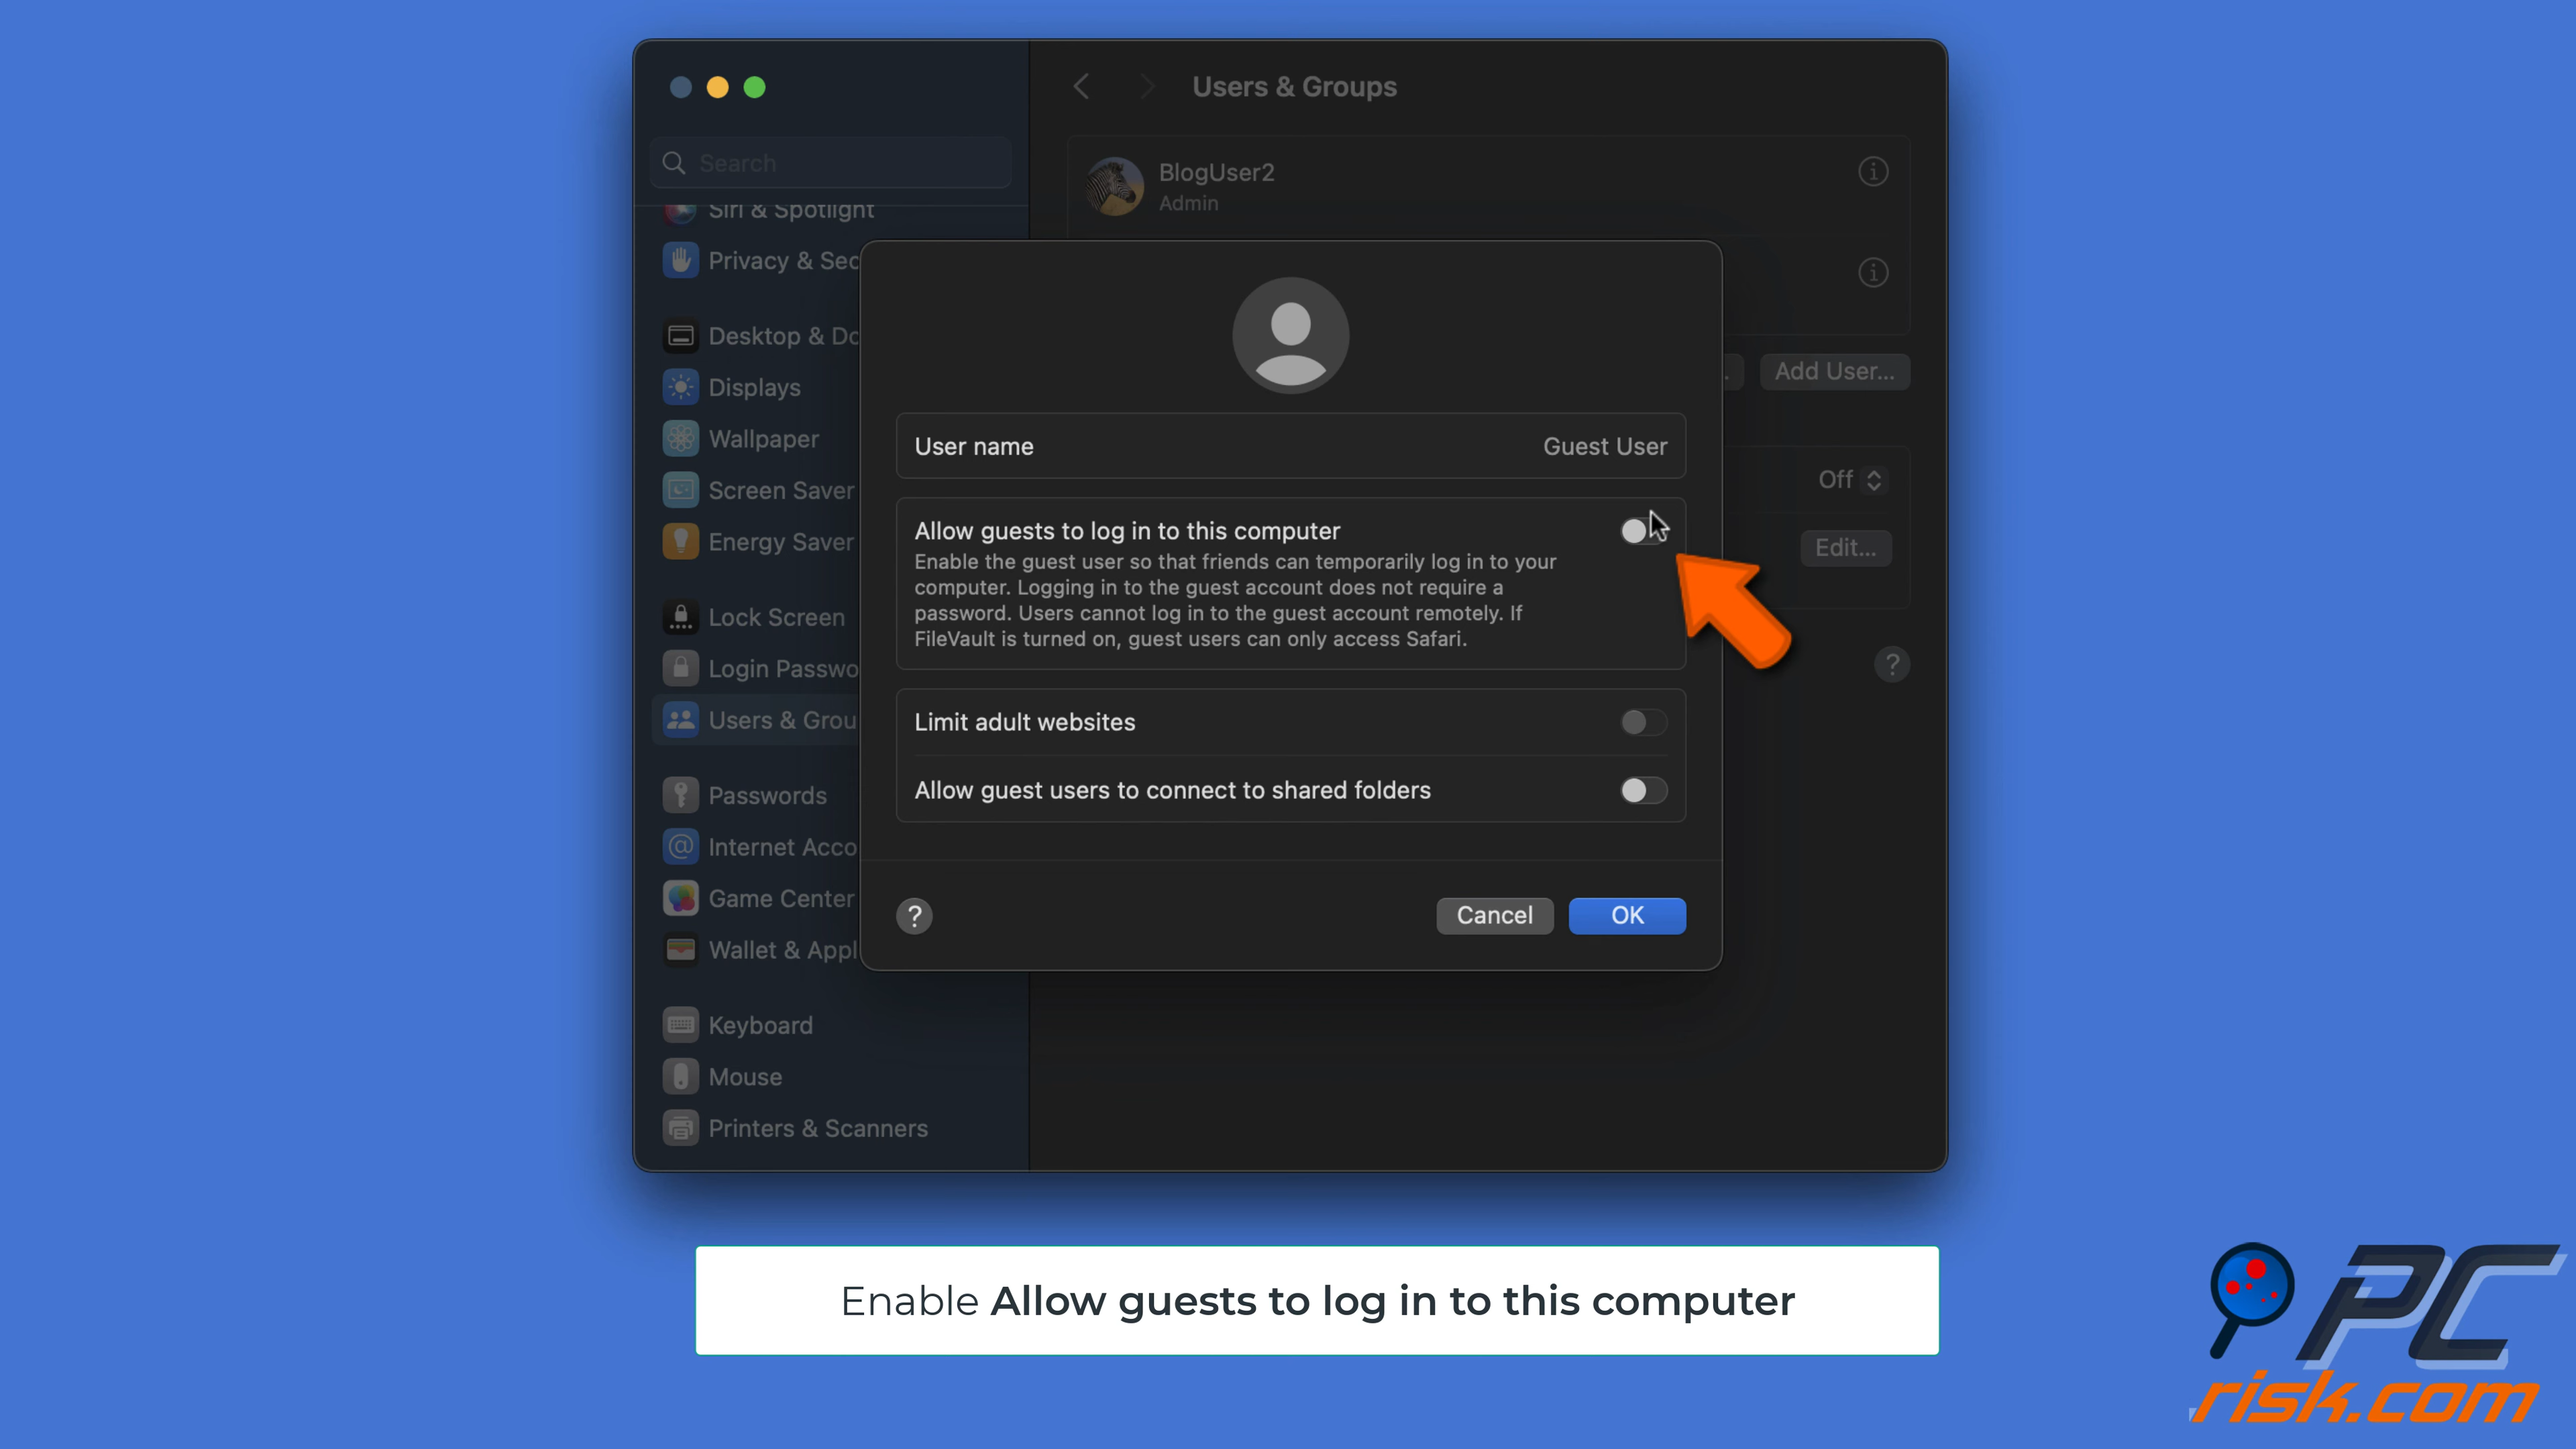 Users & Groups
Search
BlogUser2
Admin
Siri & Spotlight
Privacy & Sec
Desktop & Do
Displays
Wallpaper
Screen Saver
Energy Saver
Lock Screen
Login Passwo
Users & Grou
Passwords
Internet Acco
Game Center
Wallet & Appl
Keyboard
Mouse
Printers & Scanners
Add User...
Off
Edit...
?
User name
Guest User
Allow guests to log in to this computer
Enable the guest user so that friends can temporarily log in to your
computer. Logging in to the guest account does not require a
password. Users cannot log in to the guest account remotely. If
FileVault is turned on, guest users can only access Safari.
Limit adult websites
Allow guest users to connect to shared folders
?
Cancel
OK
Enable Allow guests to log in to this computer
PC
risk.com